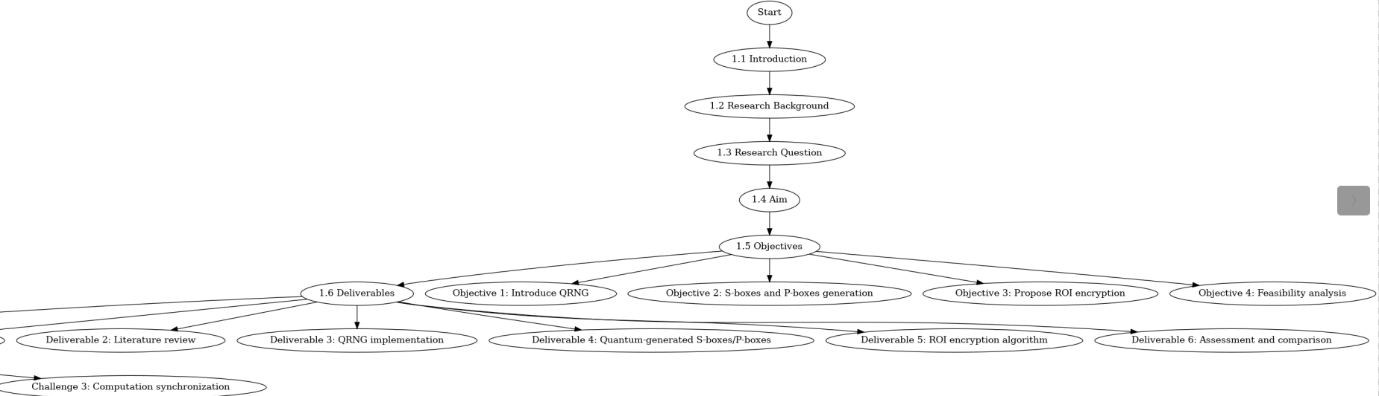 Start
1.1 Introduction
1.2 Research Background
1.3 Research Question
1.4 Aim
1.5 Objectives
1.6 Deliverables
Objective 1: Introduce QRNG
Objective 2: S-boxes and P-boxes generation
Objective 3: Propose ROI encryption
Objective 4: Feasibility analysis
Deliverable 2: Literature review
Deliverable 3: QRNG implementation
Deliverable 4: Quantum-generated S-boxes/P-boxes
Deliverable 5: ROI encryption algorithm
Deliverable 6: Assessment and comparison
Challenge 3: Computation synchronization